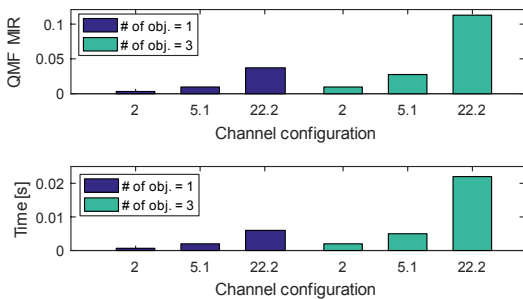 QMF MIR
0.1
0.05
0
# of obj. = 1
# of obj. = 3
2 5.1 22.2 2 5.1 22.2
Channel configuration
Time [s]
0.02
0.01
0
# of obj. = 1
# of obj. = 3
2 5.1 22.2 2 5.1 22.2
Channel configuration